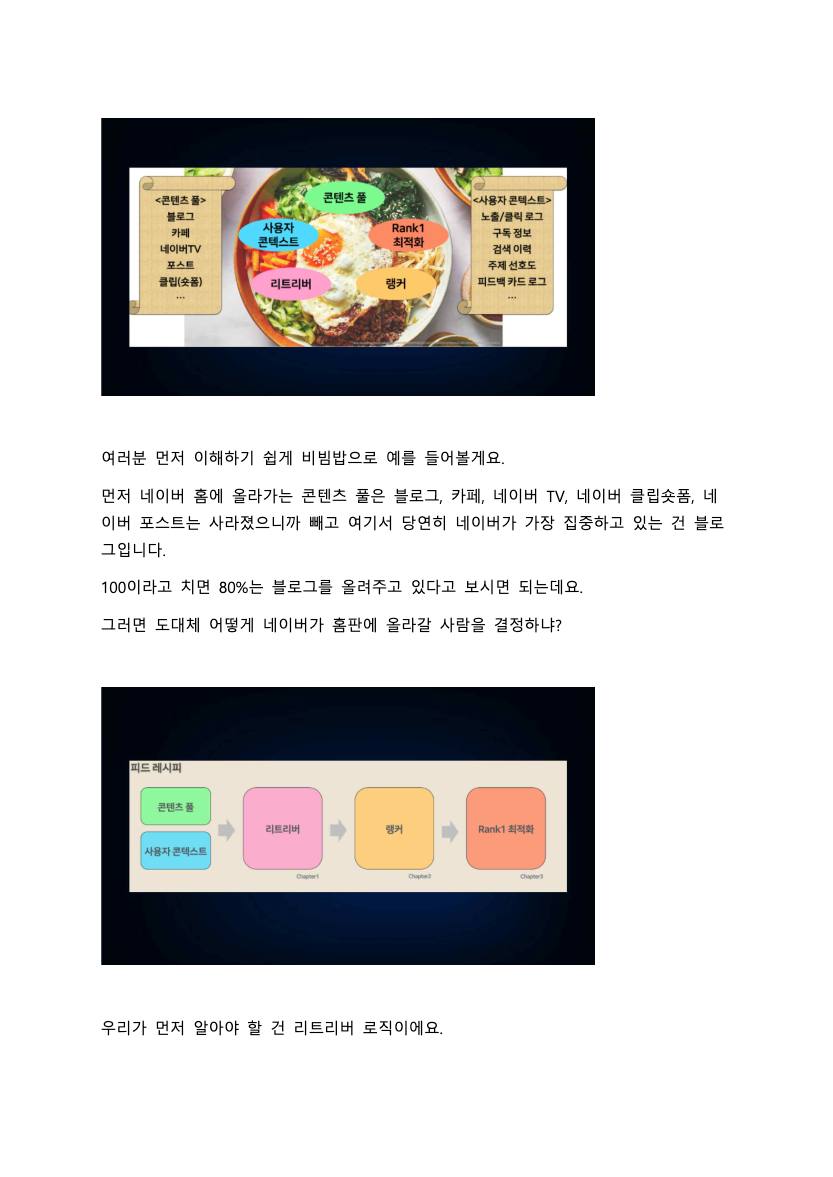 <콘텐츠 풀>
블로그
카페
네이버TV
포스트
클립(숏폼)
...
콘텐츠 풀
사용자
콘텍스트
Rank1
최적화
리트리버
랭커
<사용자 콘텍스트>
노출/클릭 로그
구독 정보
검색 이력
주제 선호도
피드백 카드 로그
...
여러분 먼저 이해하기 쉽게 비빔밥으로 예를 들어볼게요.
먼저 네이버 홈에 올라가는 콘텐츠 풀은 블로그, 카페, 네이버 TV, 네이버 클립숏폼, 네
이버 포스트는 사라졌으니까 빼고 여기서 당연히 네이버가 가장 집중하고 있는 건 블로
그입니다.
100이라고 치면 80%는 블로그를 올려주고 있다고 보시면 되는데요.
그러면 도대체 어떻게 네이버가 홈판에 올라갈 사람을 결정하냐?
피드 레시피
콘텐츠 풀
사용자 콘텍스트
리트리버
Chapter1
랭커
Chapter2
Rank1 최적화
Chapter3
우리가 먼저 알아야 할 건 리트리버 로직이에요.